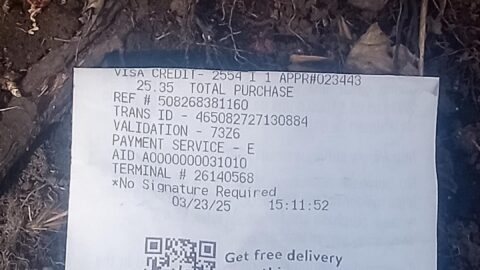 VISA CREDIT- 2554 I 1 APPR#023443
25.35 TOTAL PURCHASE
REF # 508268381160
TRANS ID - 465082727130884
VALIDATION - 73Z6
PAYMENT SERVICE - E
AID A0000000031010
TERMINAL # 26140568
*No Signature Required
03/23/25 15:11:52
Get free delivery